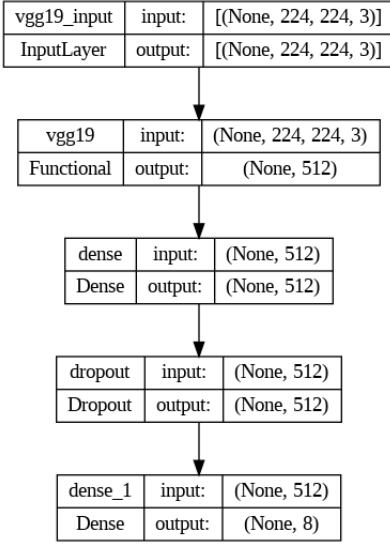 vgg19_input input: [(None, 224, 224, 3)]
InputLayer output: [(None, 224, 224, 3)]
vgg19 input: (None, 224, 224, 3)
Functional output: (None, 512)
dense input: (None, 512)
Dense output: (None, 512)
dropout input: (None, 512)
Dropout output: (None, 512)
dense_1 input: (None, 512)
Dense output: (None, 8)